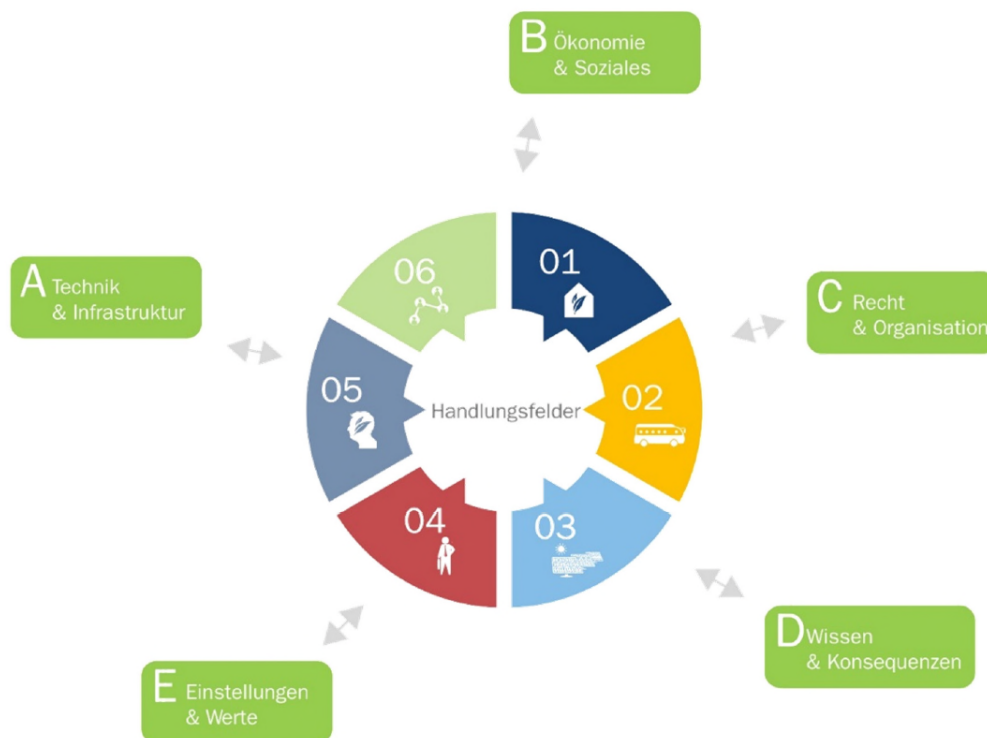 B Ökonomie
& Soziales
A Technik
& Infrastruktur
C Recht
& Organisation
06
01
05
02
Handlungsfelder
04
03
D Wissen
& Konsequenzen
E Einstellungen
& Werte